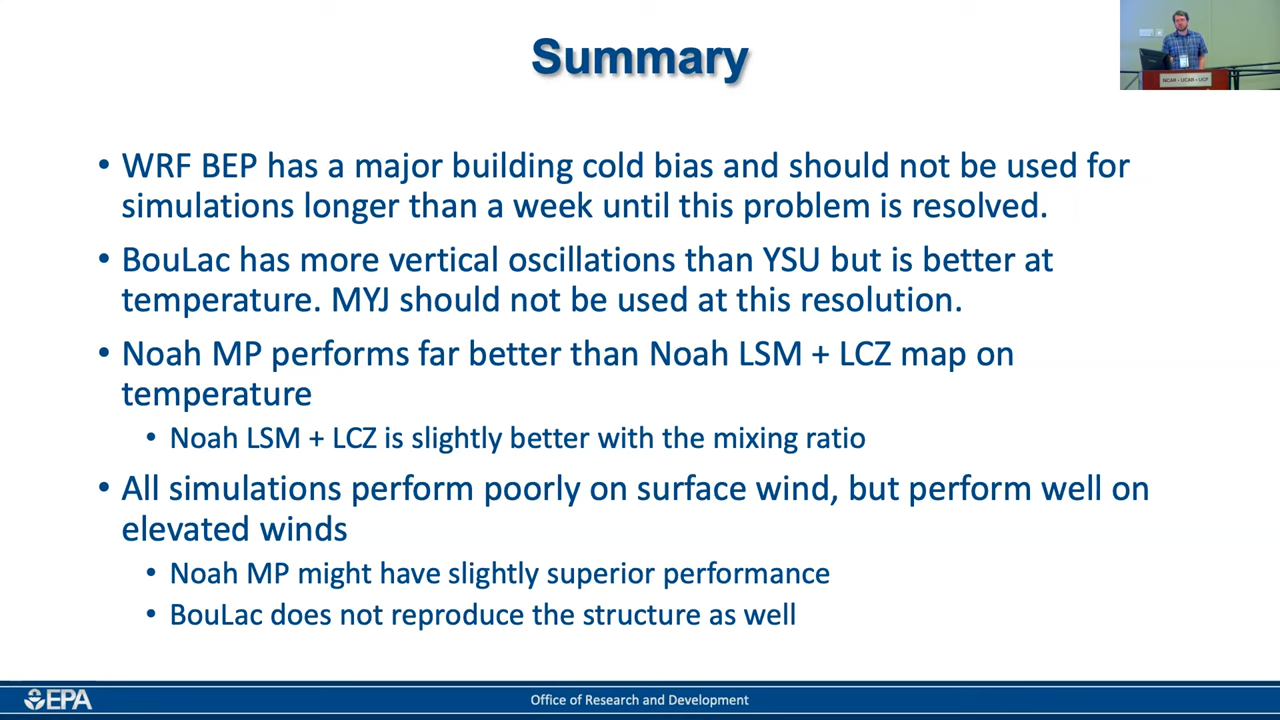 Summary
NCAR • UCAR • UCP
• WRF BEP has a major building cold bias and should not be used for
simulations longer than a week until this problem is resolved.
• BouLac has more vertical oscillations than YSU but is better at
temperature. MYJ should not be used at this resolution.
• Noah MP performs far better than Noah LSM + LCZ map on
temperature
• Noah LSM + LCZ is slightly better with the mixing ratio
• All simulations perform poorly on surface wind, but perform well on
elevated winds
• Noah MP might have slightly superior performance
• BouLac does not reproduce the structure as well
EPA
Office of Research and Development